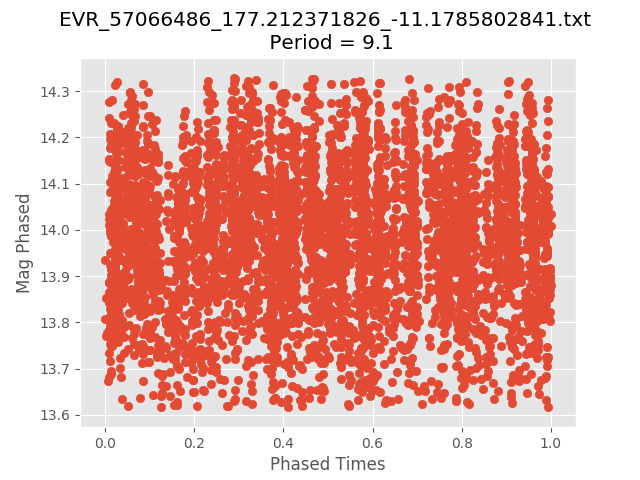 EVR_57066486_177.212371826_-11.1785802841.txt
Period = 9.1
14.3
14.2
14.1
14.0
13.9
13.8
13.7
13.6
Mag Phased
0.0 0.2 0.4 0.6 0.8 1.0
Phased Times